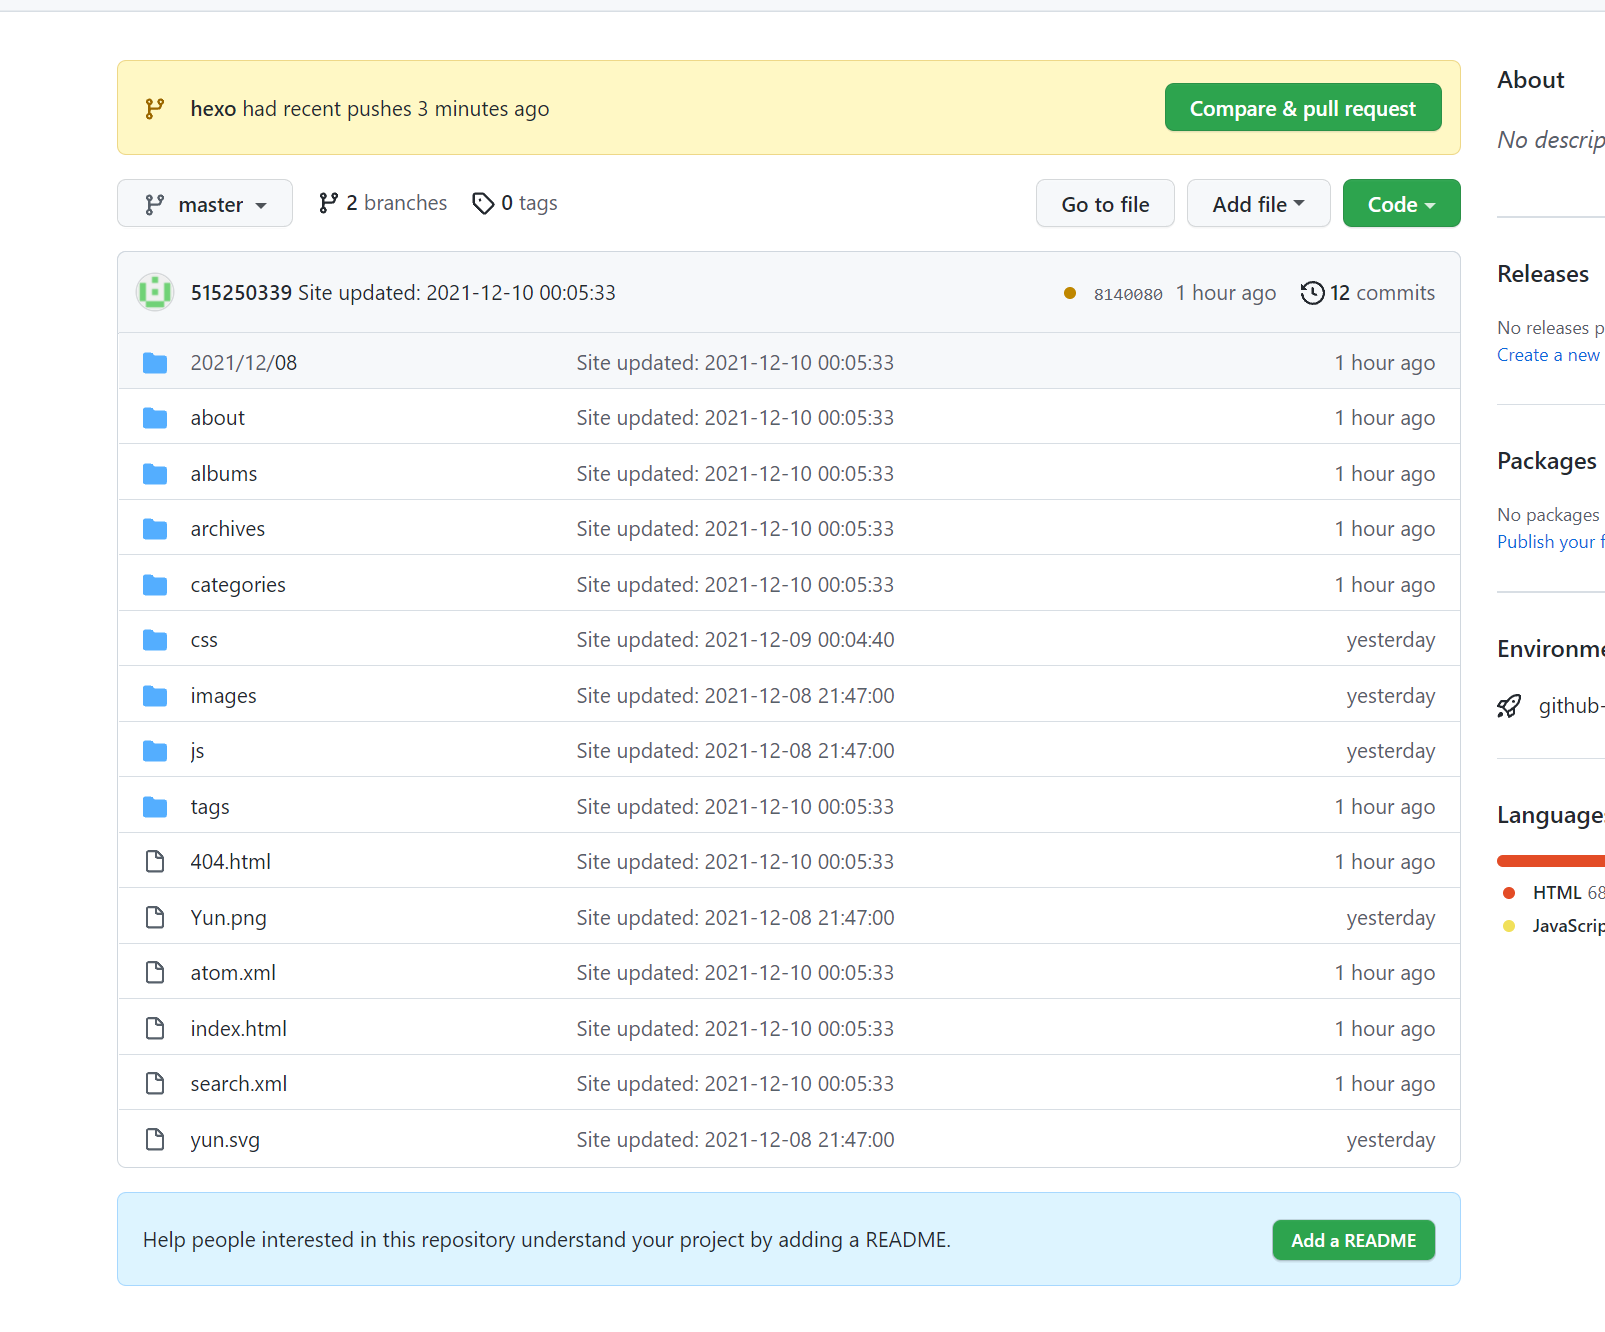 hexo had recent pushes 3 minutes ago
Compare & pull request
master
2 branches
0 tags
Go to file
Add file
Code
515250339 Site updated: 2021-12-10 00:05:33
8140080 1 hour ago
12 commits
2021/12/08 Site updated: 2021-12-10 00:05:33 1 hour ago
about Site updated: 2021-12-10 00:05:33 1 hour ago
albums Site updated: 2021-12-10 00:05:33 1 hour ago
archives Site updated: 2021-12-10 00:05:33 1 hour ago
categories Site updated: 2021-12-10 00:05:33 1 hour ago
css Site updated: 2021-12-09 00:04:40 yesterday
images Site updated: 2021-12-08 21:47:00 yesterday
js Site updated: 2021-12-08 21:47:00 yesterday
tags Site updated: 2021-12-10 00:05:33 1 hour ago
404.html Site updated: 2021-12-10 00:05:33 1 hour ago
Yun.png Site updated: 2021-12-08 21:47:00 yesterday
atom.xml Site updated: 2021-12-10 00:05:33 1 hour ago
index.html Site updated: 2021-12-10 00:05:33 1 hour ago
search.xml Site updated: 2021-12-10 00:05:33 1 hour ago
yun.svg Site updated: 2021-12-08 21:47:00 yesterday
Help people interested in this repository understand your project by adding a README.
Add a README
About
No descrip
Releases
No releases p
Create a new
Packages
No packages
Publish your f
Environme
github-
Languages
HTML 68
JavaScrip